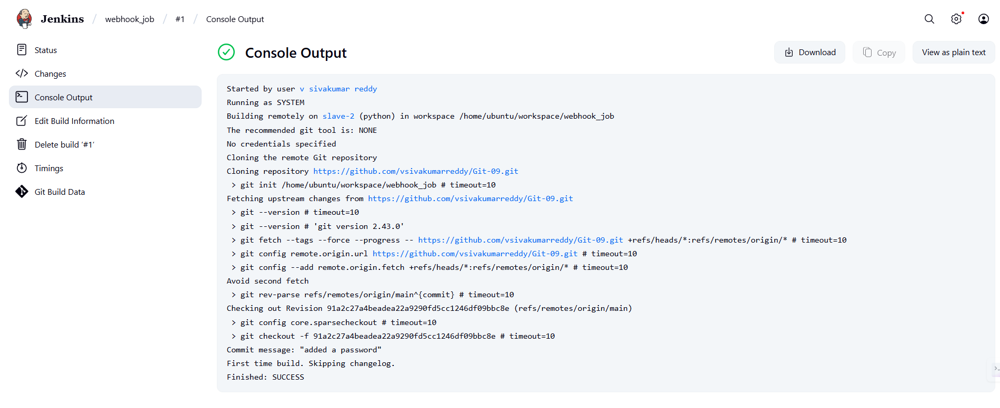 Jenkins / webhook_job / #1 / Console Output
Status
Changes
Console Output
Edit Build Information
Delete build ‘#1’
Timings
Git Build Data
Console Output
Download
Copy
View as plain text
Started by user v sivakumar reddy
Running as SYSTEM
Building remotely on slave-2 (python) in workspace /home/ubuntu/workspace/webhook_job
The recommended git tool is: NONE
No credentials specified
Cloning the remote Git repository
Cloning repository https://github.com/vsivakumarreddy/Git-09.git
 > git init /home/ubuntu/workspace/webhook_job # timeout=10
Fetching upstream changes from https://github.com/vsivakumarreddy/Git-09.git
 > git --version # timeout=10
 > git --version # 'git version 2.43.0'
 > git fetch --tags --force --progress -- https://github.com/vsivakumarreddy/Git-09.git +refs/heads/*:refs/remotes/origin/* # timeout=10
 > git config remote.origin.url https://github.com/vsivakumarreddy/Git-09.git # timeout=10
 > git config --add remote.origin.fetch +refs/heads/*:refs/remotes/origin/* # timeout=10
Avoid second fetch
 > git rev-parse refs/remotes/origin/main^{commit} # timeout=10
Checking out Revision 91a2c27a4beadea22a9290fd5cc1246df09bbc8e (refs/remotes/origin/main)
 > git config core.sparsecheckout # timeout=10
 > git checkout -f 91a2c27a4beadea22a9290fd5cc1246df09bbc8e # timeout=10
Commit message: "added a password"
First time build. Skipping changelog.
Finished: SUCCESS